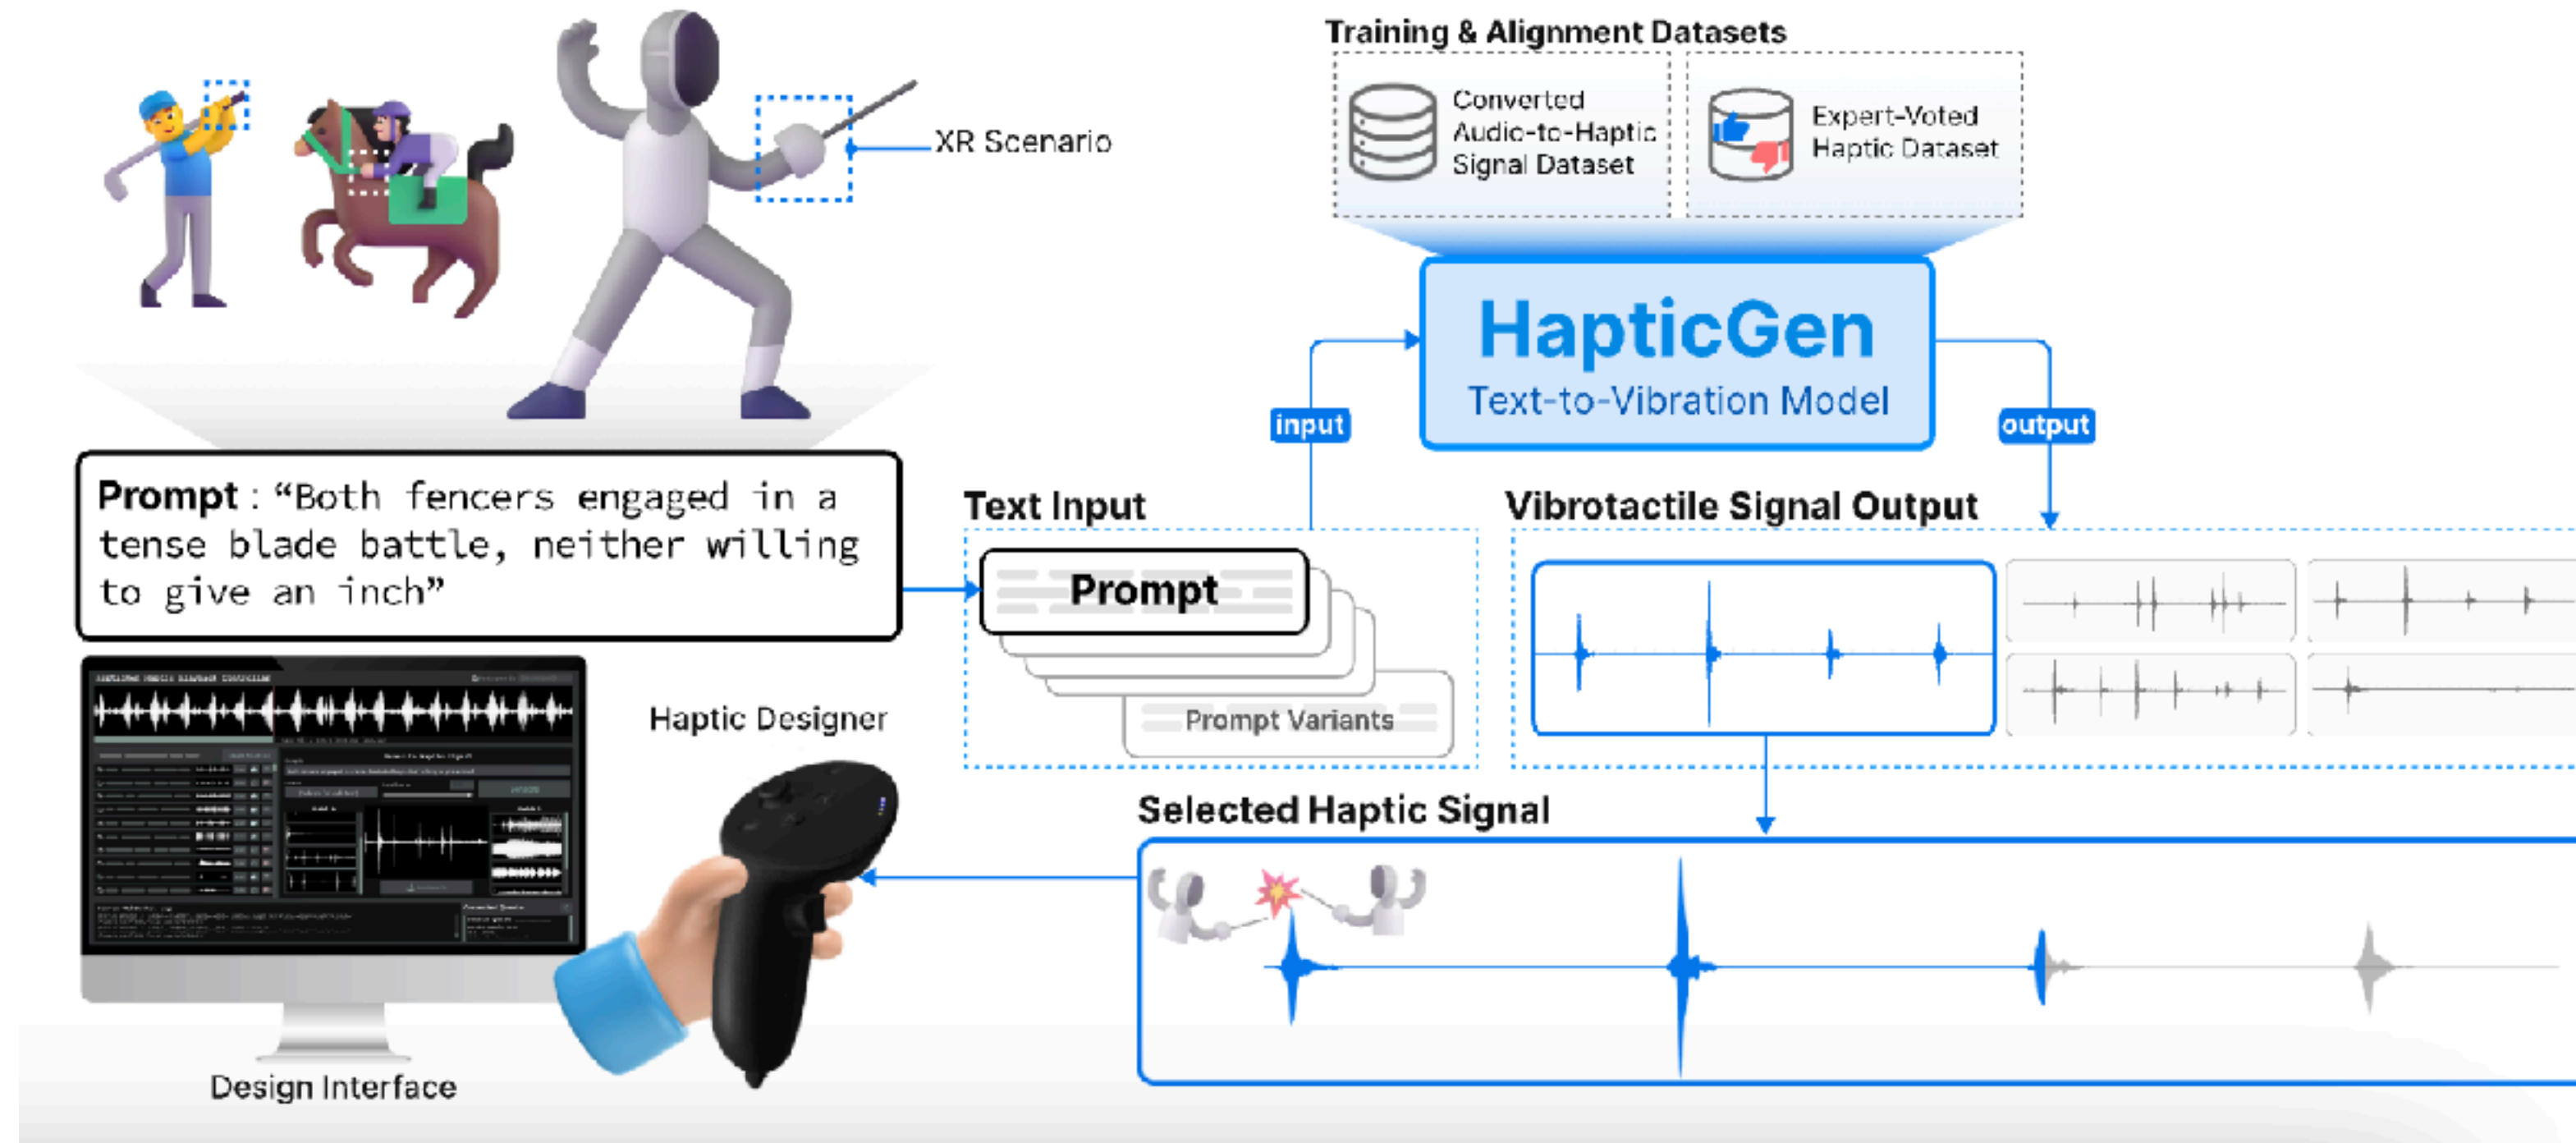 Training & Alignment Datasets
Converted
Audio-to-Haptic
Signal Dataset
Expert-Voted
Haptic Dataset
XR Scenario
HapticGen
Text-to-Vibration Model
input
output
Prompt : “Both fencers engaged in a
tense blade battle, neither willing
to give an inch”
Text Input
Prompt
Prompt Variants
Vibrotactile Signal Output
Haptic Designer
Selected Haptic Signal
Design Interface